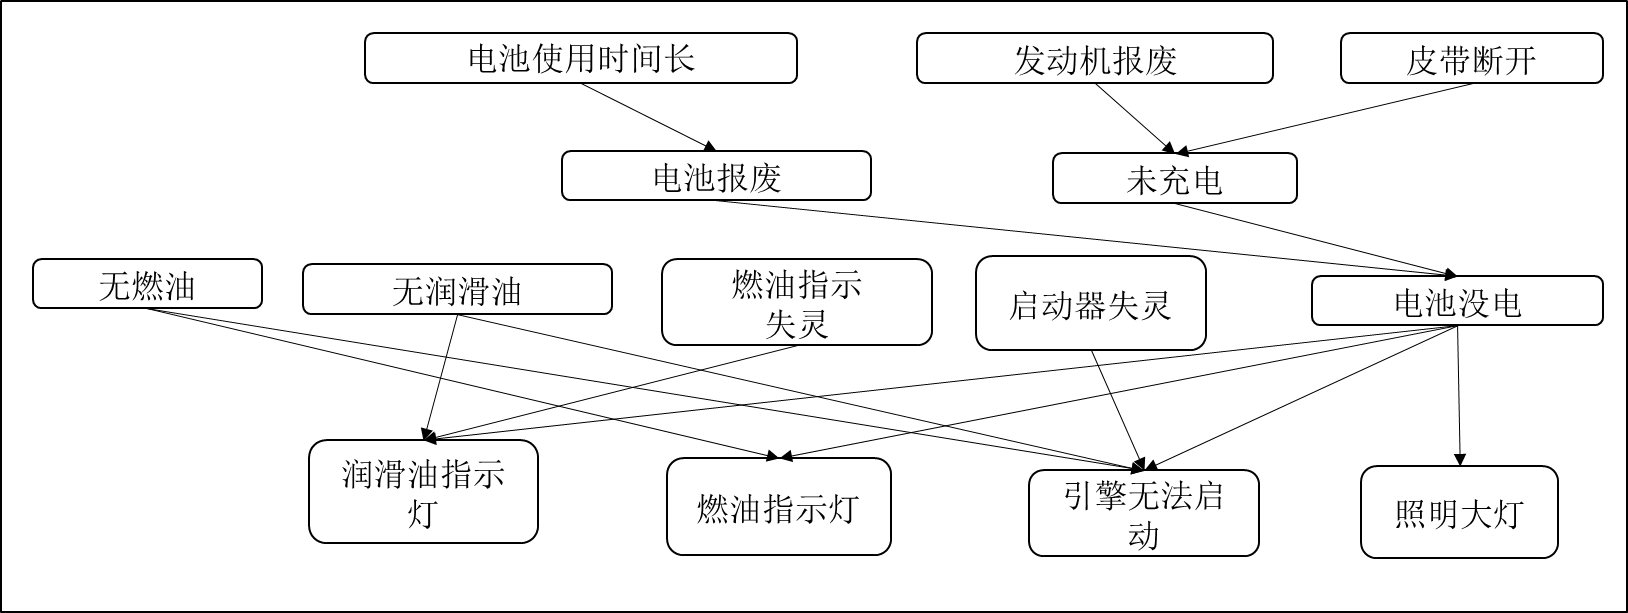 电池使用时间长
发动机报废
皮带断开
电池报废
未充电
无燃油
无润滑油
燃油指示
失灵
启动器失灵
电池没电
润滑油指示
灯
燃油指示灯
引擎无法启
动
照明大灯